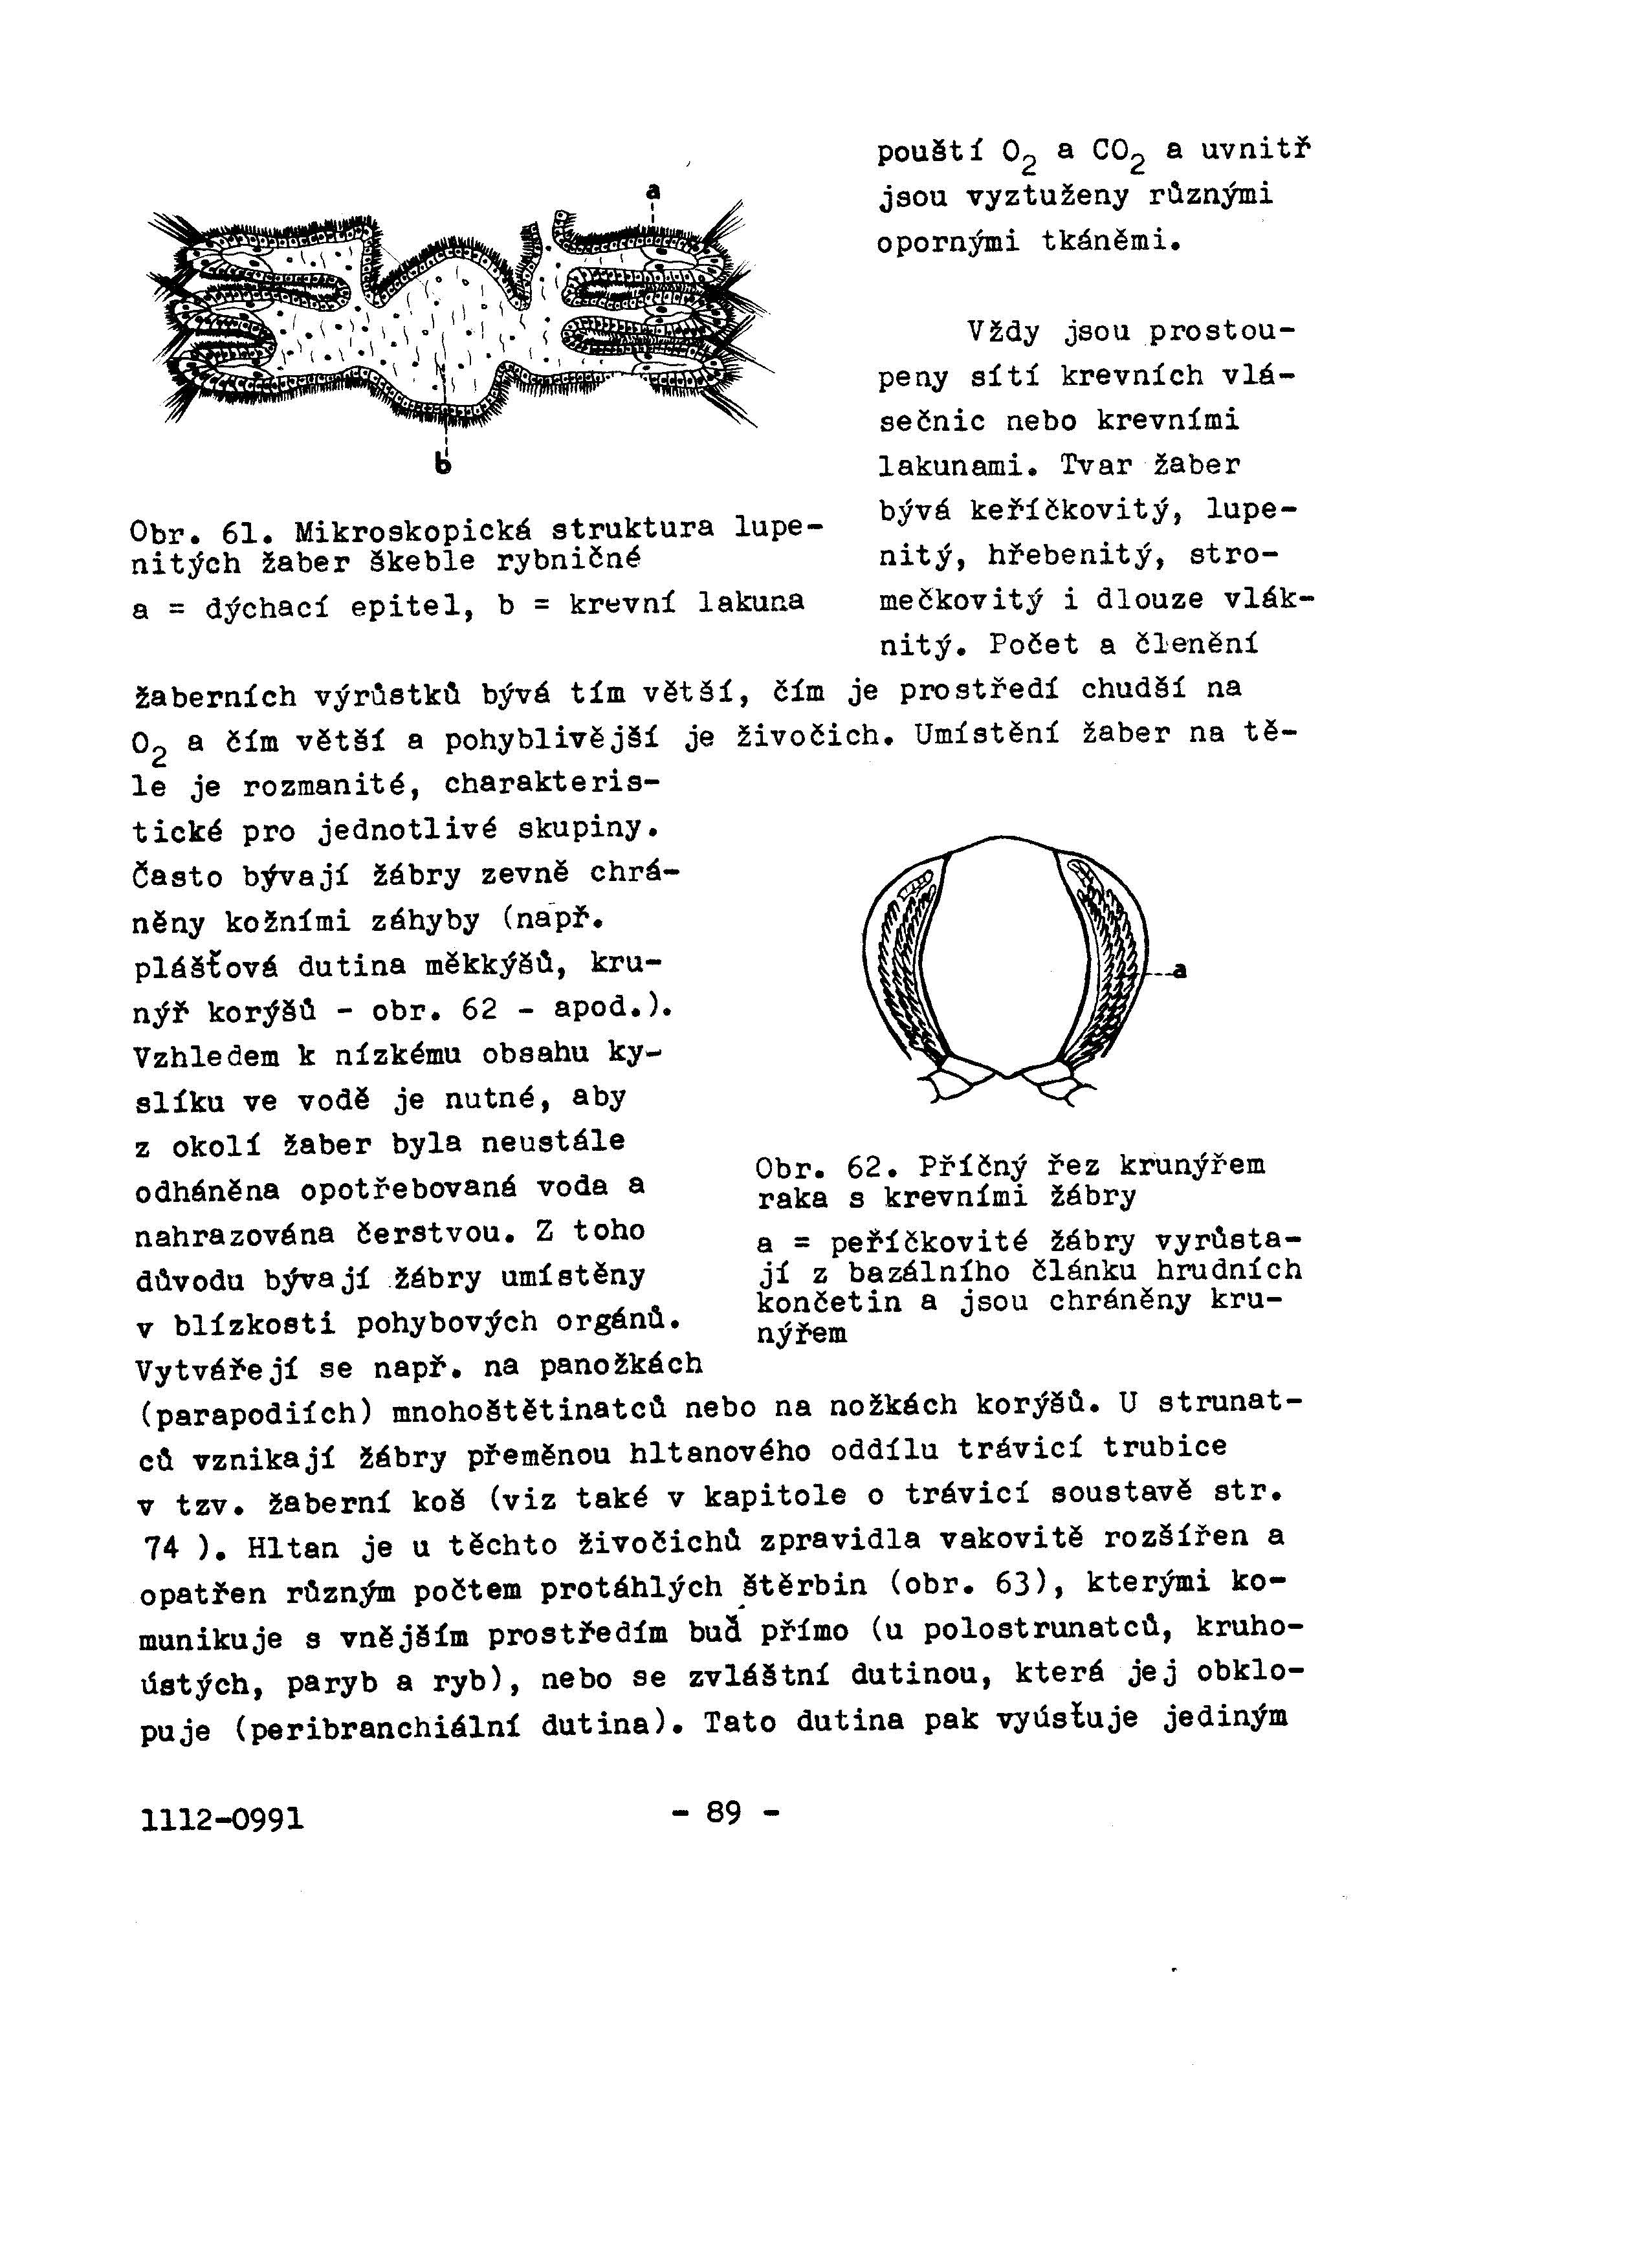 a
b
Obr. 61. Mikroskopická struktura lupe-
nitých žaber škeble rybničné
a = dýchací epitel, b = krevní lakuna
pouští O₂ a CO₂ a uvnitř
jsou vyztuženy různými
opornými tkáněmi.
Vždy jsou prostou-
peny sítí krevních vlá-
sečnic nebo krevními
lakunami. Tvar žaber
bývá keříčkovitý, lupe-
nitý, hřebenitý, stro-
mečkovitý i dlouze vlák-
nitý. Počet a členění
žaberních výrůstků bývá tím větší, čím je prostředí chudší na
O₂ a čím větší a pohyblivější je živočich. Umístění žaber na tě-
le je rozmanité, charakteris-
tické pro jednotlivé skupiny.
Často bývají žábry zevně chrá-
něny kožními záhyby (např.
plášťová dutina měkkýšů, kru-
nýř korýšů - obr. 62 - apod.).
Vzhledem k nízkému obsahu ky-
slíku ve vodě je nutné, aby
z okolí žaber byla neustále
odháněna opotřebovaná voda a
nahrazována čerstvou. Z toho
důvodu bývají žábry umístěny
v blízkosti pohybových orgánů.
Vytvářejí se např. na panožkách
a
Obr. 62. Příčný řez krunýřem
raka s krevními žábry
a = peříčkovité žábry vyrůsta-
jí z bazálního článku hrudních
končetin a jsou chráněny kru-
nýřem
(parapodiích) mnohoštětinatců nebo na nožkách korýšů. U strunat-
ců vznikají žábry přeměnou hltanového oddílu trávicí trubice
v tzv. žaberní koš (viz také v kapitole o trávicí soustavě str.
74 ). Hltan je u těchto živočichů zpravidla vakovitě rozšířen a
opatřen různým počtem protáhlých štěrbin (obr. 63), kterými ko-
munikuje s vnějším prostředím buď přímo (u polostrunatců, kruho-
ústých, paryb a ryb), nebo se zvláštní dutinou, která jej obklo-
puje (peribranchiální dutina). Tato dutina pak vyúsťuje jediným
1112-0991
- 89 -